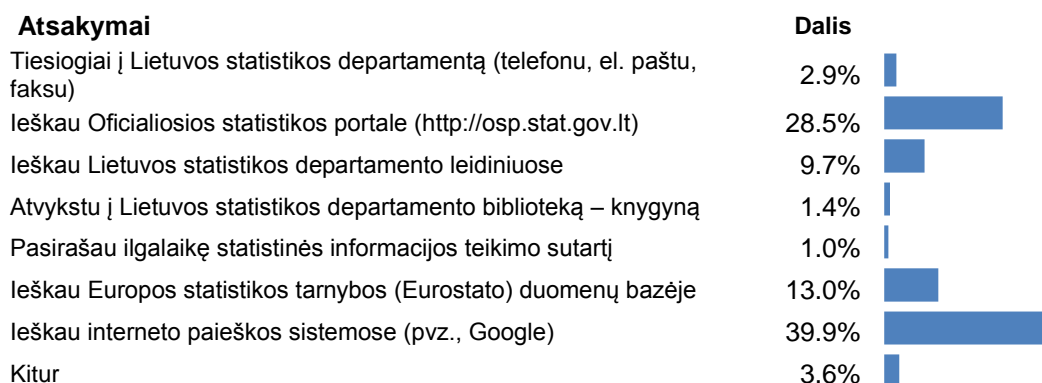 Atsakymai Dalis
Tiesiogiai į Lietuvos statistikos departamentą (telefonu, el. paštu,
faksu) 2.9%
Ieškau Oficialiosios statistikos portale (http://osp.stat.gov.lt) 28.5%
Ieškau Lietuvos statistikos departamento leidiniuose 9.7%
Atvykstu į Lietuvos statistikos departamento biblioteką – knygyną 1.4%
Pasirašau ilgalaikę statistinės informacijos teikimo sutartį 1.0%
Ieškau Europos statistikos tarnybos (Eurostato) duomenų bazėje 13.0%
Ieškau interneto paieškos sistemose (pvz., Google) 39.9%
Kitur 3.6%